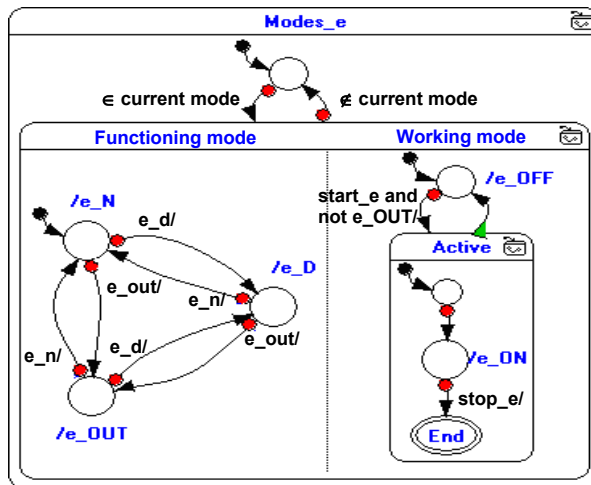 Modes_e
∈ current mode
∉ current mode
Functioning mode
Working mode
/e_N
e_d/
/e_D
e_out/
e_n/
e_n/
e_d/
e_out/
/e_OUT
/e_OFF
start_e and
not e_OUT/
Active
/e_ON
stop_e/
End